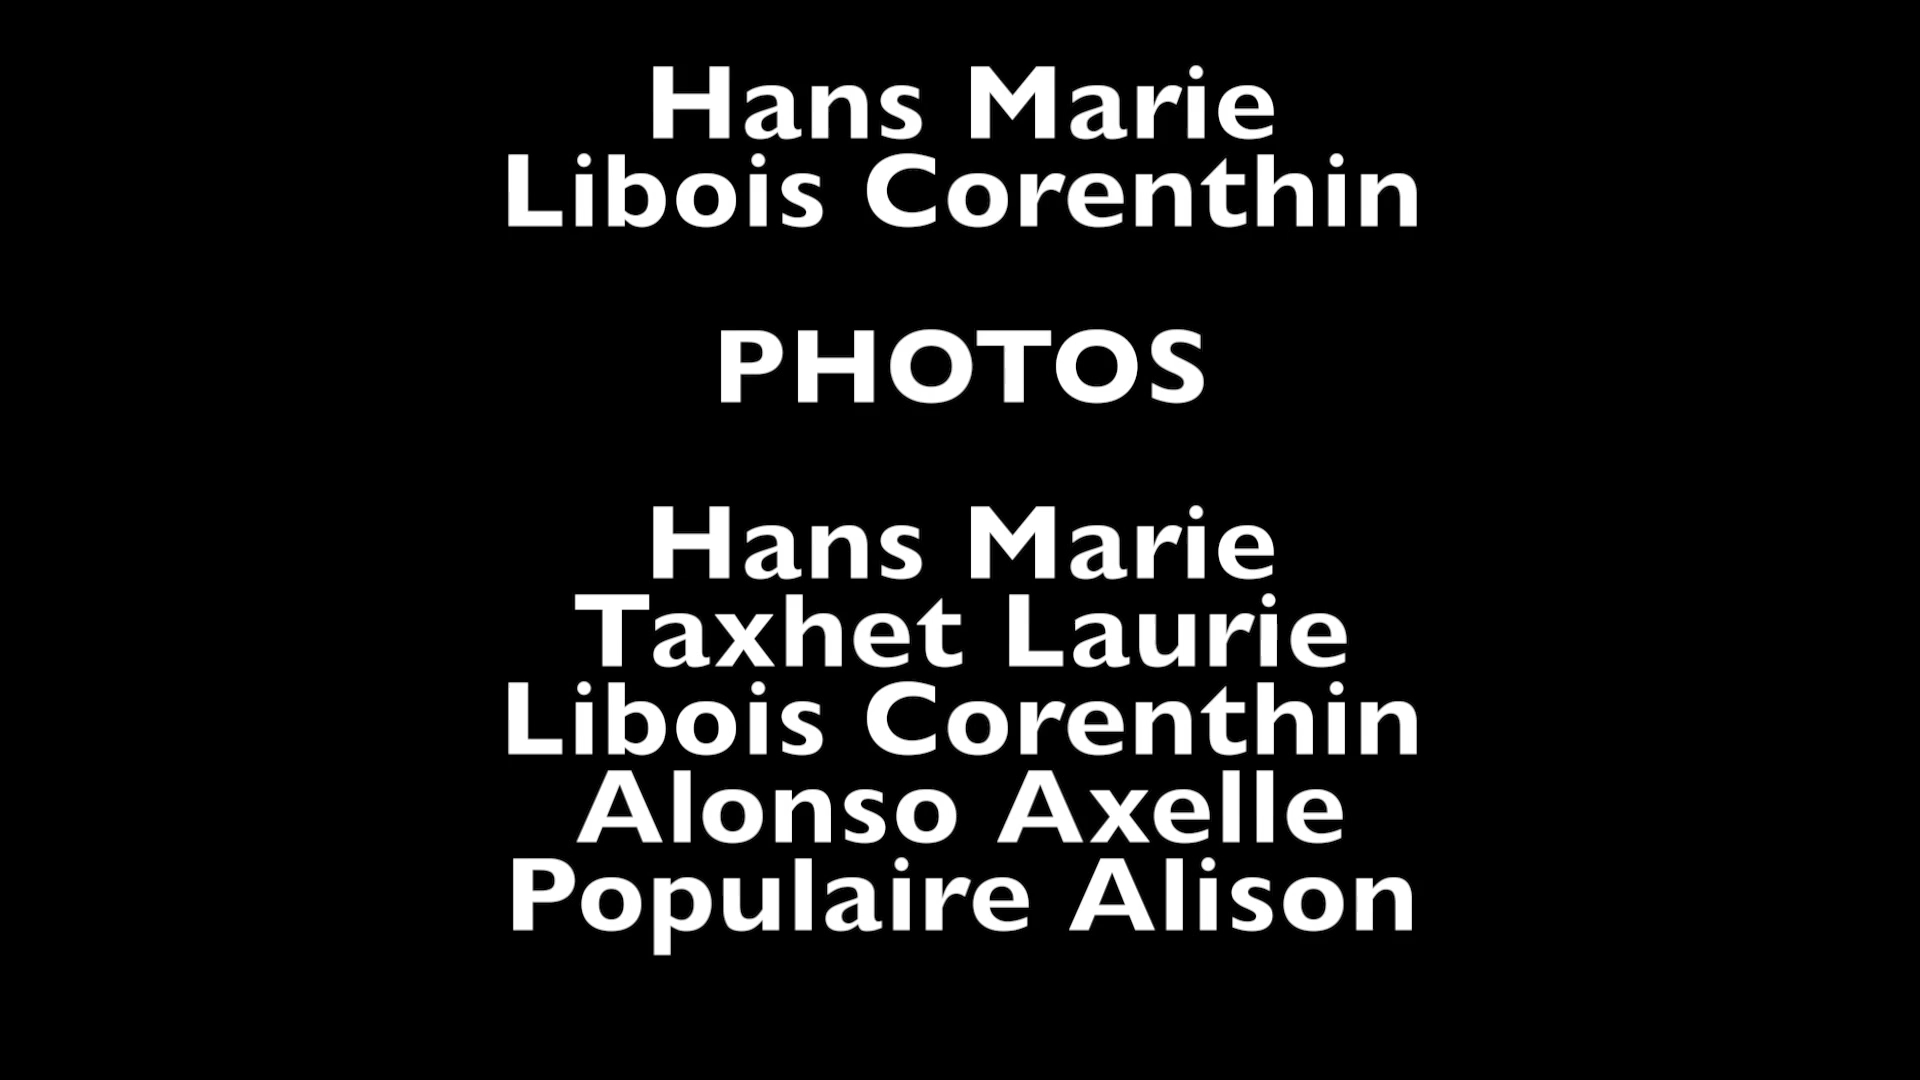 Hans Marie
Libois Corenthin
PHOTOS
Hans Marie
Taxhet Laurie
Libois Corenthin
Alonso Axelle
Populaire Alison